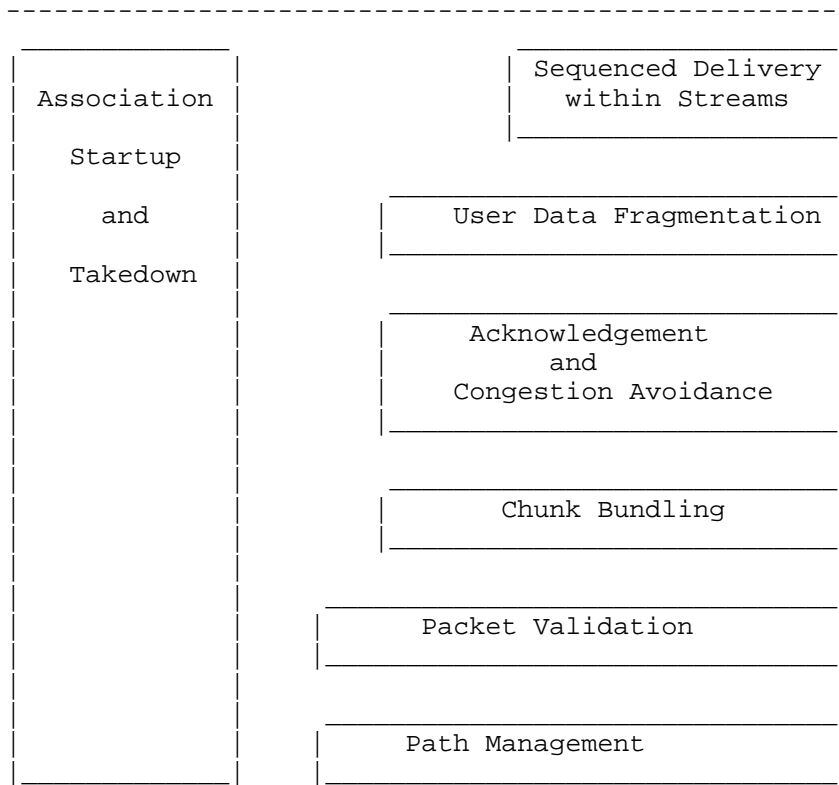 Association
Startup
and
Takedown
Sequenced Delivery
within Streams
User Data Fragmentation
Acknowledgement
and
Congestion Avoidance
Chunk Bundling
Packet Validation
Path Management